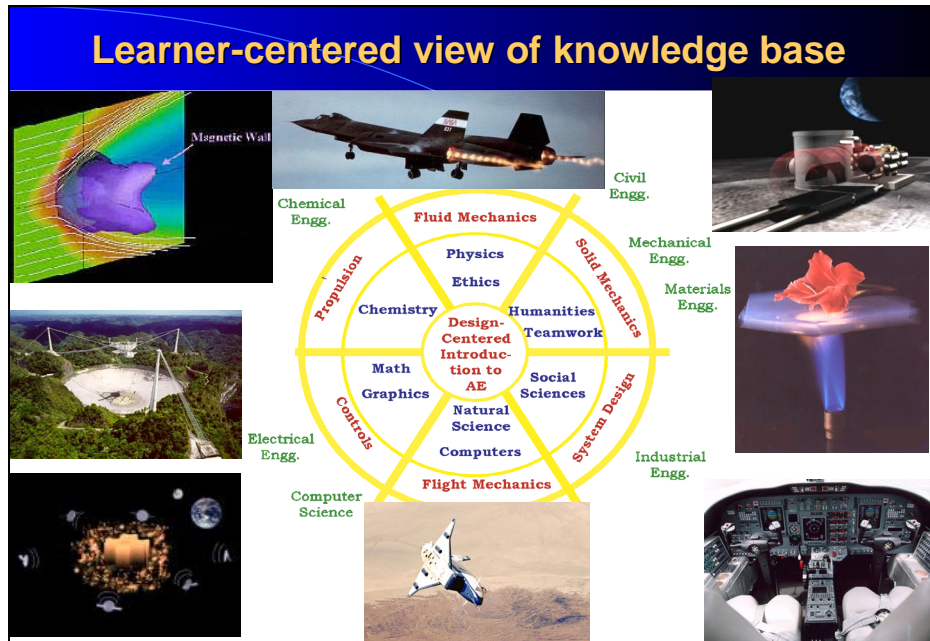 Learner-centered view of knowledge base
Magnetic Wall
NASA
831
Chemical
Engg.
Civil
Engg.
Fluid Mechanics
Mechanical
Engg.
Propulsion
Solid Mechanics
Physics
Ethics
Materials
Engg.
Chemistry
Humanities
Teamwork
Design-
Centered
Introduc-
tion to
AE
Math
Graphics
Social
Sciences
Natural
Science
Computers
Controls
System Design
Electrical
Engg.
Industrial
Engg.
Flight Mechanics
Computer
Science